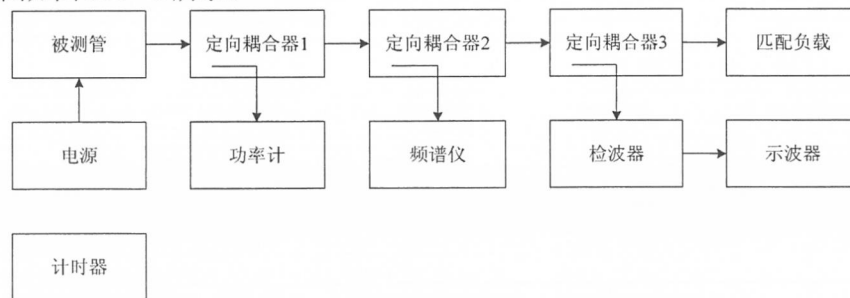 被测管
定向耦合器1
定向耦合器2
定向耦合器3
匹配负载
电源
功率计
频谱仪
检波器
示波器
计时器